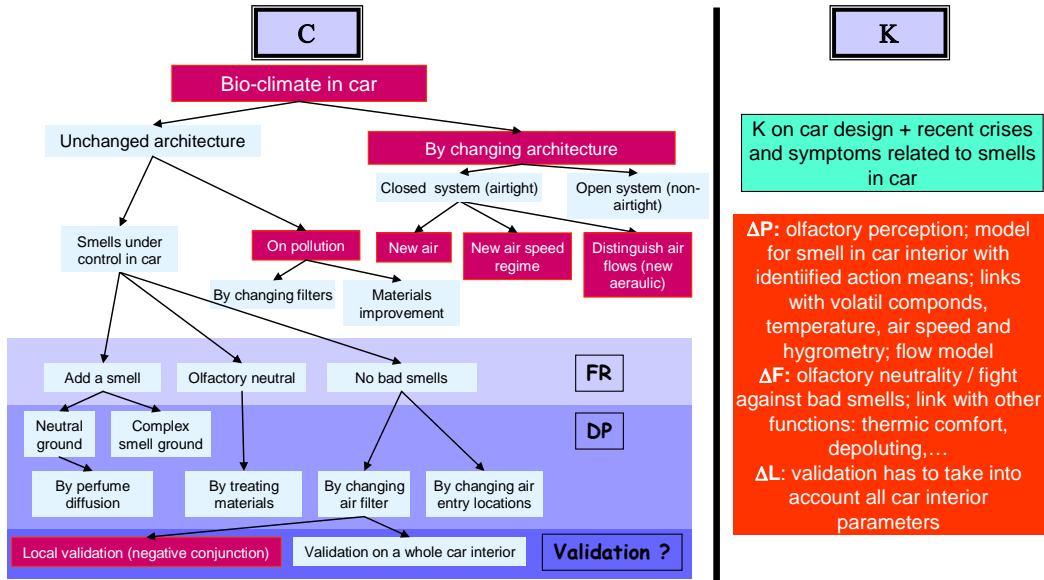 C
K
Bio-climate in car
Unchanged architecture
By changing architecture
Closed system (airtight)
Open system (non-
airtight)
Smells under
control in car
On pollution
New air
New air speed
regime
Distinguish air
flows (new
aeraulic)
By changing filters
Materials
improvement
Add a smell
Olfactory neutral
No bad smells
FR
Neutral
ground
Complex
smell ground
DP
By perfume
diffusion
By treating
materials
By changing
air filter
By changing air
entry locations
Local validation (negative conjunction)
Validation on a whole car interior
Validation ?
K on car design + recent crises
and symptoms related to smells
in car
ΔP: olfactory perception; model
for smell in car interior with
identiified action means; links
with volatil componds,
temperature, air speed and
hygrometry; flow model
ΔF: olfactory neutrality / fight
against bad smells; link with other
functions: thermic comfort,
depoluting,…
ΔL: validation has to take into
account all car interior
parameters